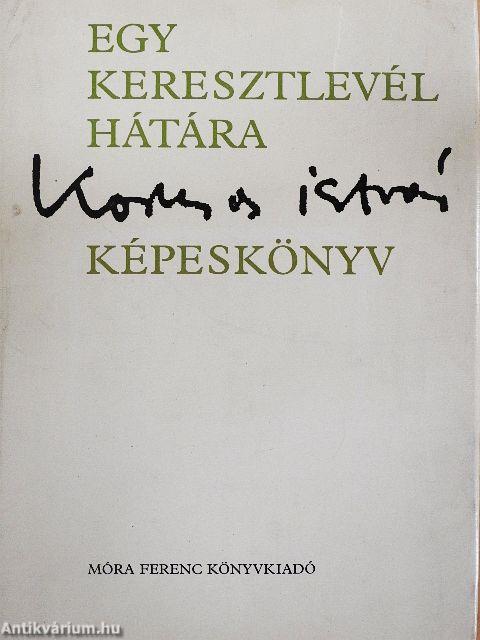 EGY
KERESZTLEVÉL
HÁTÁRA
Kormos istván
KÉPESKÖNYV
MÓRA FERENC KÖNYVKIADÓ
Antikvárium.hu